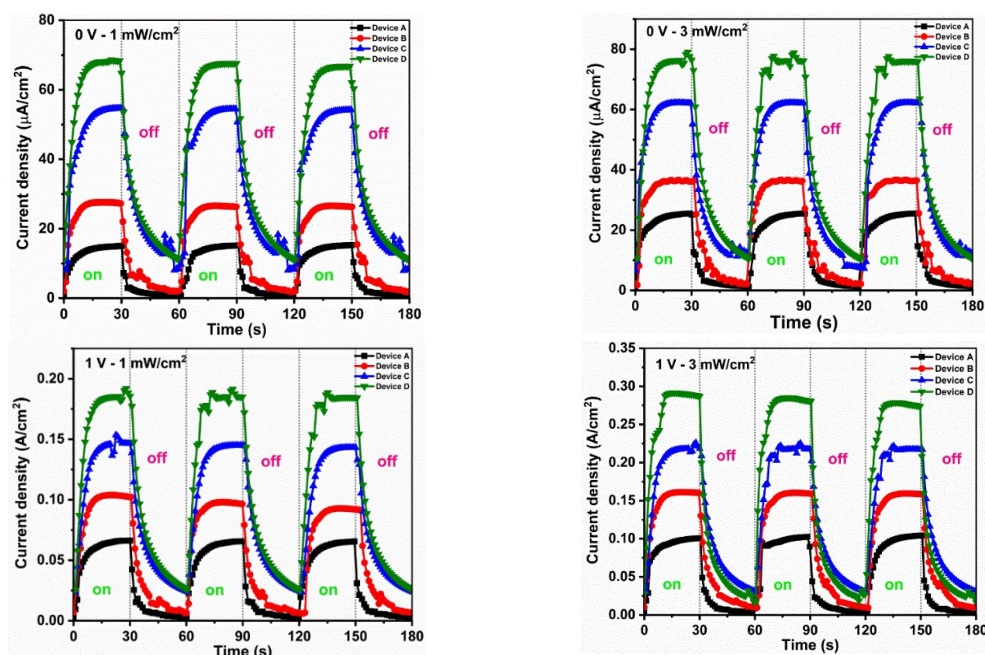 0 V - 1 mW/cm²
Device A
Device B
Device C
Device D
Current density (μA/cm²)
80
60
40
20
0
off
off
off
on
on
on
0
30
60
90
120
150
180
Time (s)
0 V - 3 mW/cm²
Device A
Device B
Device C
Device D
Current density (μA/cm²)
80
60
40
20
0
off
off
off
on
on
on
0
30
60
90
120
150
180
Time (s)
1 V - 1 mW/cm²
Device A
Device B
Device C
Device D
Current density (A/cm²)
0.20
0.15
0.10
0.05
0.00
off
off
off
on
on
on
0
30
60
90
120
150
180
Time (s)
1 V - 3 mW/cm²
Device A
Device B
Device C
Device D
Current density (A/cm²)
0.35
0.30
0.25
0.20
0.15
0.10
0.05
0.00
off
off
off
on
on
on
0
30
60
90
120
150
180
Time (s)